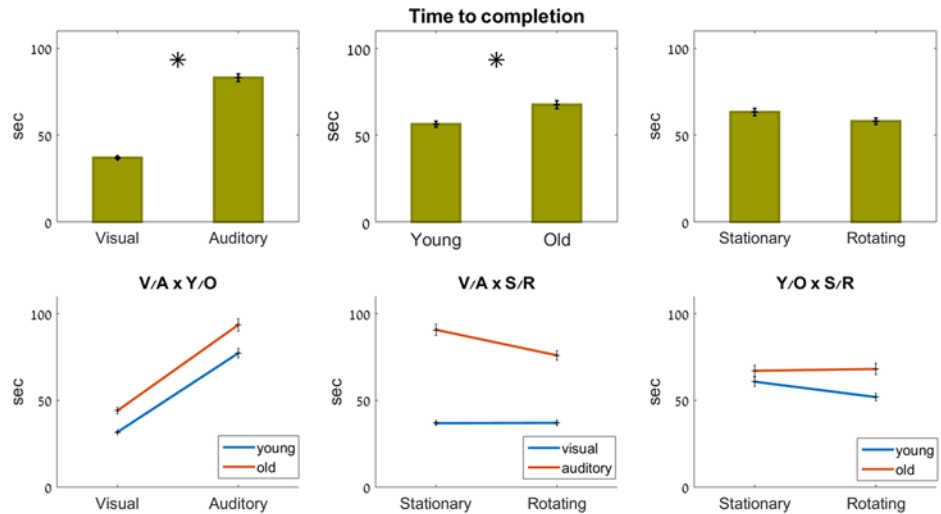 Time to completion
100
50
0
sec
*
Visual
Auditory
100
50
0
sec
*
Young
Old
100
50
0
sec
Stationary
Rotating
V/A x Y/O
100
50
0
sec
young
old
Visual
Auditory
V/A x S/R
100
50
0
sec
visual
auditory
Stationary
Rotating
Y/O x S/R
100
50
0
sec
young
old
Stationary
Rotating